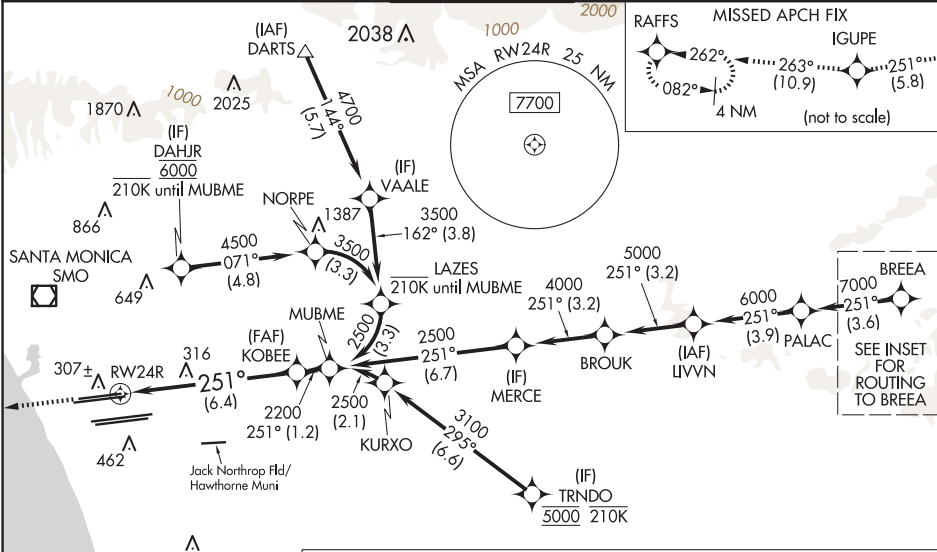 2000
1000
(IAF)
DARTS
2038
MSA RW24R 25 NM
7700
MISSED APCH FIX
RAFFS
IGUPE
262°
263°
(10.9)
251°
(5.8)
082°
4 NM
(not to scale)
1870
1000
2025
4700
144°
(5.7)
(IF)
DAHJR
6000
210K until MUBME
(IF)
VAALE
NORPE
1387
3500
162° (3.8)
866
SANTA MONICA
SMO
649
4500
071°
(4.8)
3500
(3.3)
LAZES
210K until MUBME
5000
251° (3.2)
4000
251° (3.2)
BREEA
7000
251°
(3.6)
6000
251°
(3.9)
PALAC
SEE INSET
FOR
ROUTING
TO BREEA
MUBME
2500
(3.3)
(FAF)
KOBEE
2500
251°
(6.7)
BROUK
(IAF)
LIVVN
(IF)
MERCE
307±
RW24R
316
251°
(6.4)
2200
251° (1.2)
2500
(2.1)
KURXO
3100
295°
(6.6)
462
Jack Northrop Fld/
Hawthorne Muni
(IF)
TRNDO
5000 210K